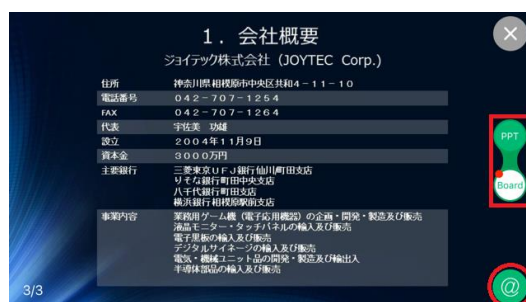 1．会社概要
ジョイテック株式会社 (JOYTEC Corp.)
住所 神奈川県相模原市中央区共和4－11－10
電話番号 042－707－1254
FAX 042－707－1264
代表 宇佐美 功雄
設立 2004年11月9日
資本金 3000万円
主要銀行 三菱東京UFJ銀行仙川町田支店
りそな銀行町田中央支店
八千代銀行町田支店
横浜銀行相模原駅前支店
事業内容 業務用ゲーム機（電子応用機器）の企画・開発・製造及び販売
液晶モニター・タッチパネルの輸入及び販売
電子黒板の輸入及び販売
デジタルサイネージの輸入及び販売
電気・機械ユニット品の開発・製造及び輸出入
半導体部品の輸入及び販売
PPT
Board
3/3
@